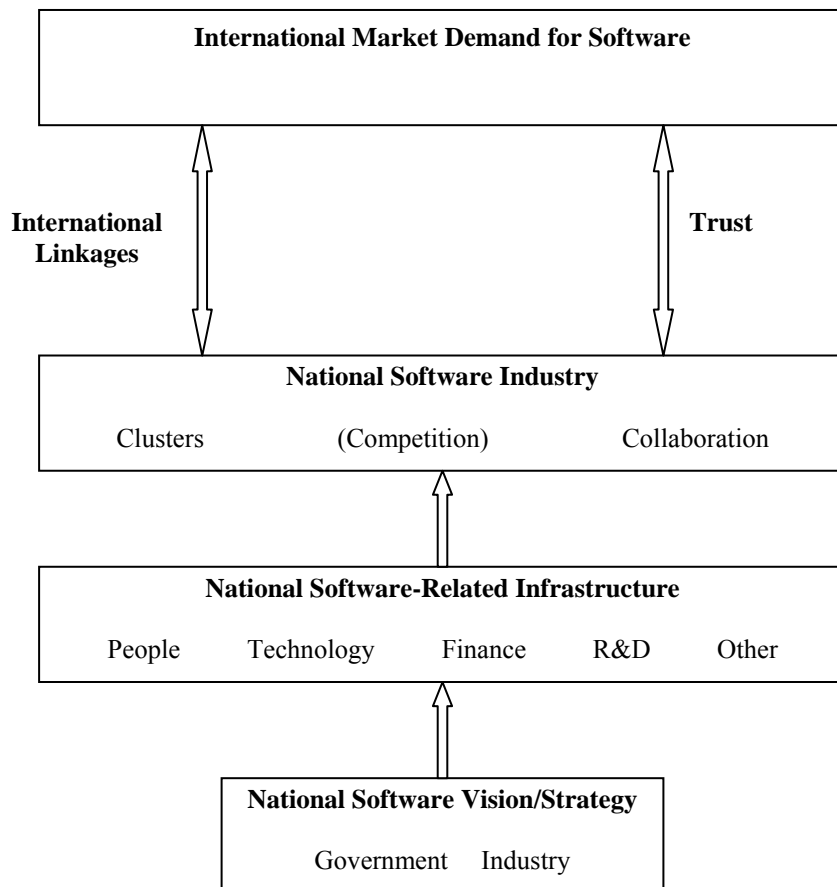 International Market Demand for Software
International
Linkages
Trust
National Software Industry
Clusters (Competition) Collaboration
National Software-Related Infrastructure
People Technology Finance R&D Other
National Software Vision/Strategy
Government Industry